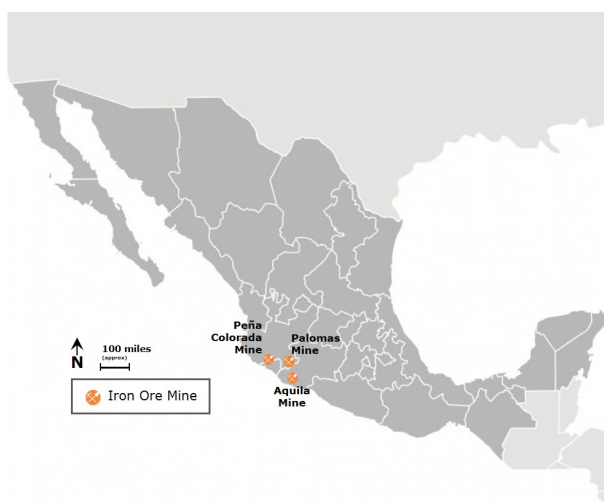 Peña
Colorada
Mine
Palomas
Mine
Aquila
Mine
N
100 miles
(approx)
Iron Ore Mine